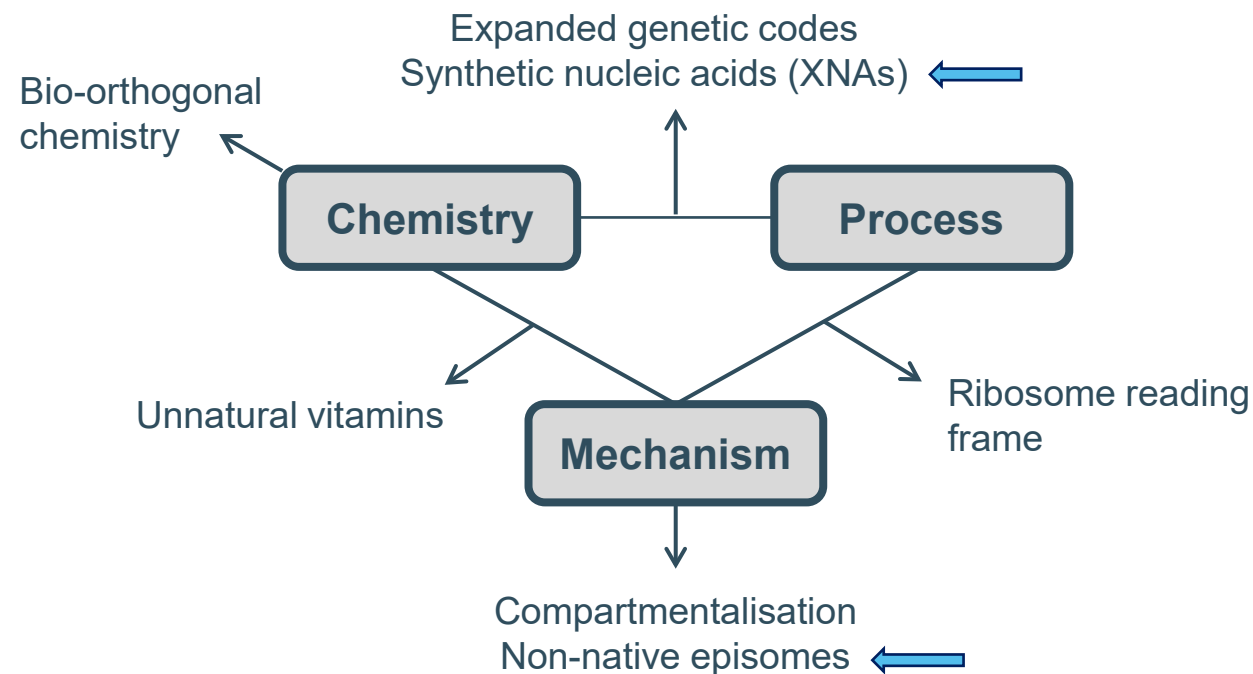 Expanded genetic codes
Synthetic nucleic acids (XNAs)
Bio-orthogonal
chemistry
Chemistry
Process
Unnatural vitamins
Ribosome reading
frame
Mechanism
Compartmentalisation
Non-native episomes